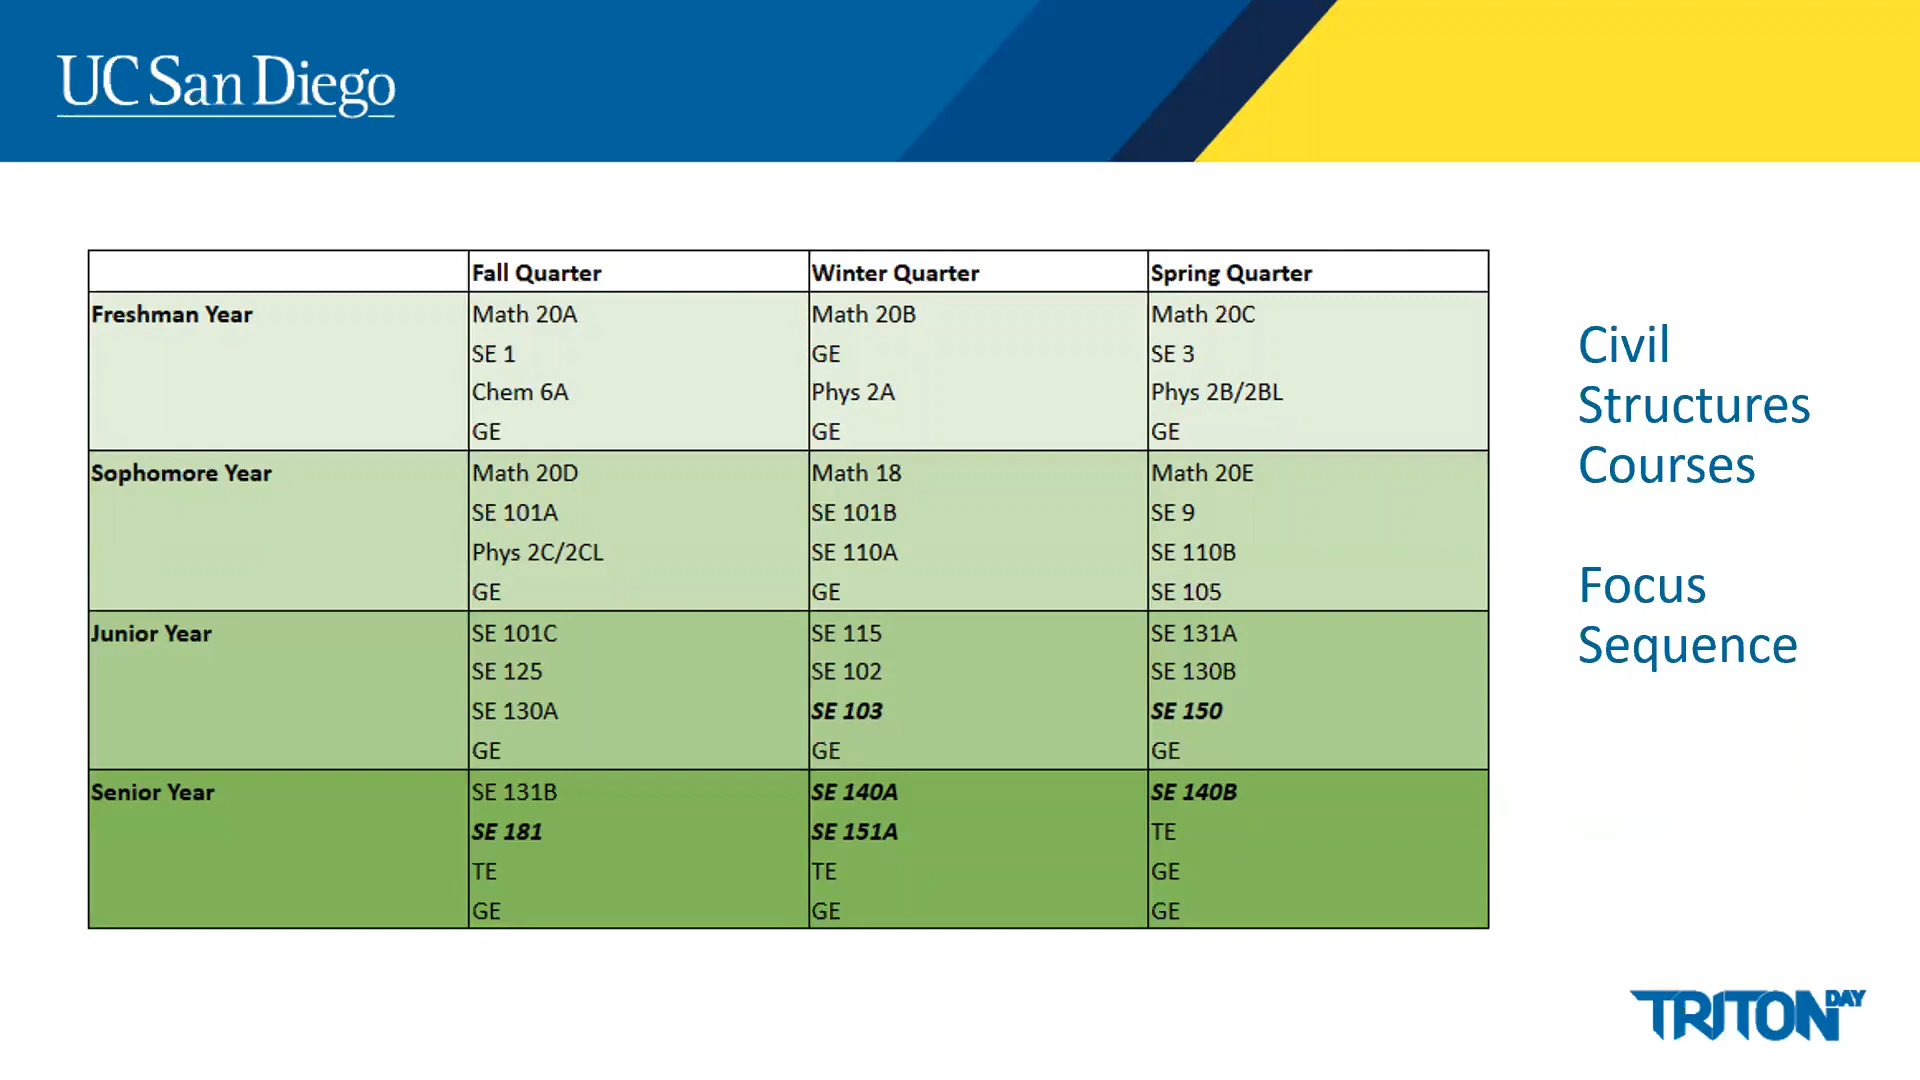 UC San Diego
Fall Quarter Winter Quarter Spring Quarter
Freshman Year Math 20A Math 20B Math 20C
SE 1 GE SE 3
Chem 6A Phys 2A Phys 2B/2BL
GE GE GE
Sophomore Year Math 20D Math 18 Math 20E
SE 101A SE 101B SE 9
Phys 2C/2CL SE 110A SE 110B
GE GE SE 105
Junior Year SE 101C SE 115 SE 131A
SE 125 SE 102 SE 130B
SE 130A SE 103 SE 150
GE GE GE
Senior Year SE 131B SE 140A SE 140B
SE 181 SE 151A TE
TE TE GE
GE GE GE
Civil
Structures
Courses
Focus
Sequence
TRITON DAY